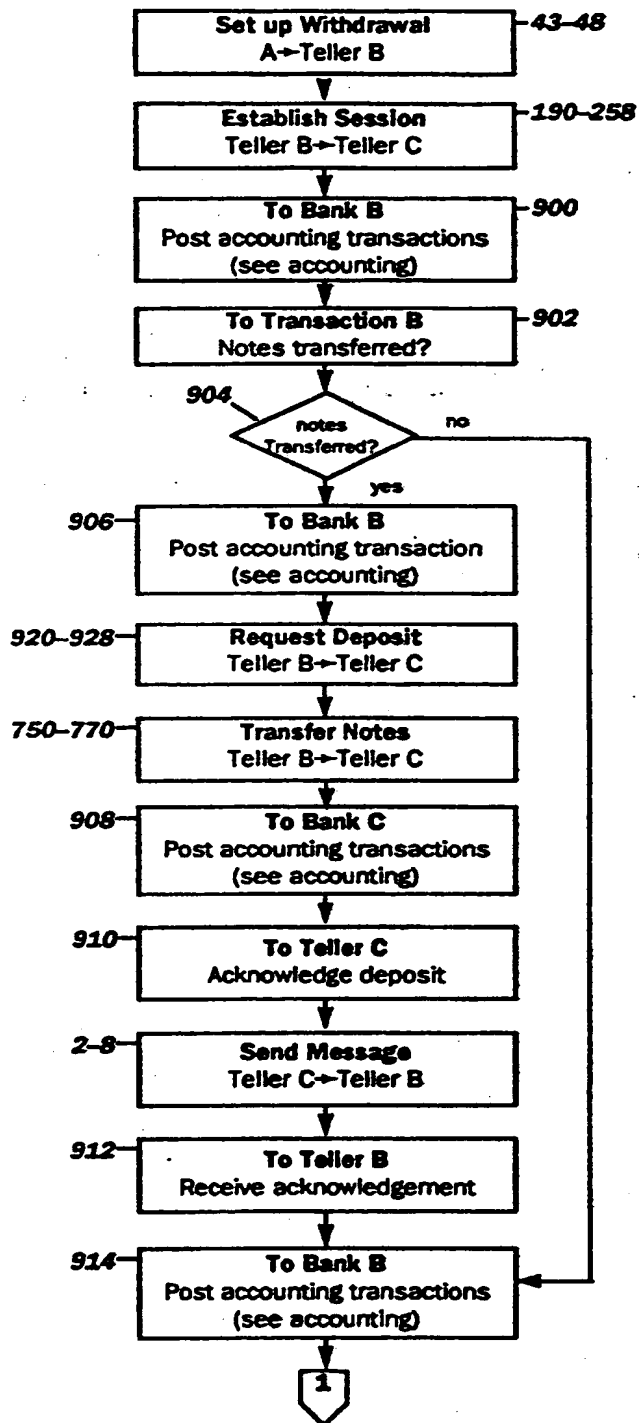 Set up Withdrawal
A→Teller B
43–48
Establish Session
Teller B→Teller C
190–258
To Bank B
Post accounting transactions
(see accounting)
900
To Transaction B
Notes transferred?
902
904
notes
Transferred?
no
yes
906
To Bank B
Post accounting transaction
(see accounting)
920–928
Request Deposit
Teller B→Teller C
750–770
Transfer Notes
Teller B→Teller C
908
To Bank C
Post accounting transactions
(see accounting)
910
To Teller C
Acknowledge deposit
2–8
Send Message
Teller C→Teller B
912
To Teller B
Receive acknowledgement
914
To Bank B
Post accounting transactions
(see accounting)
1